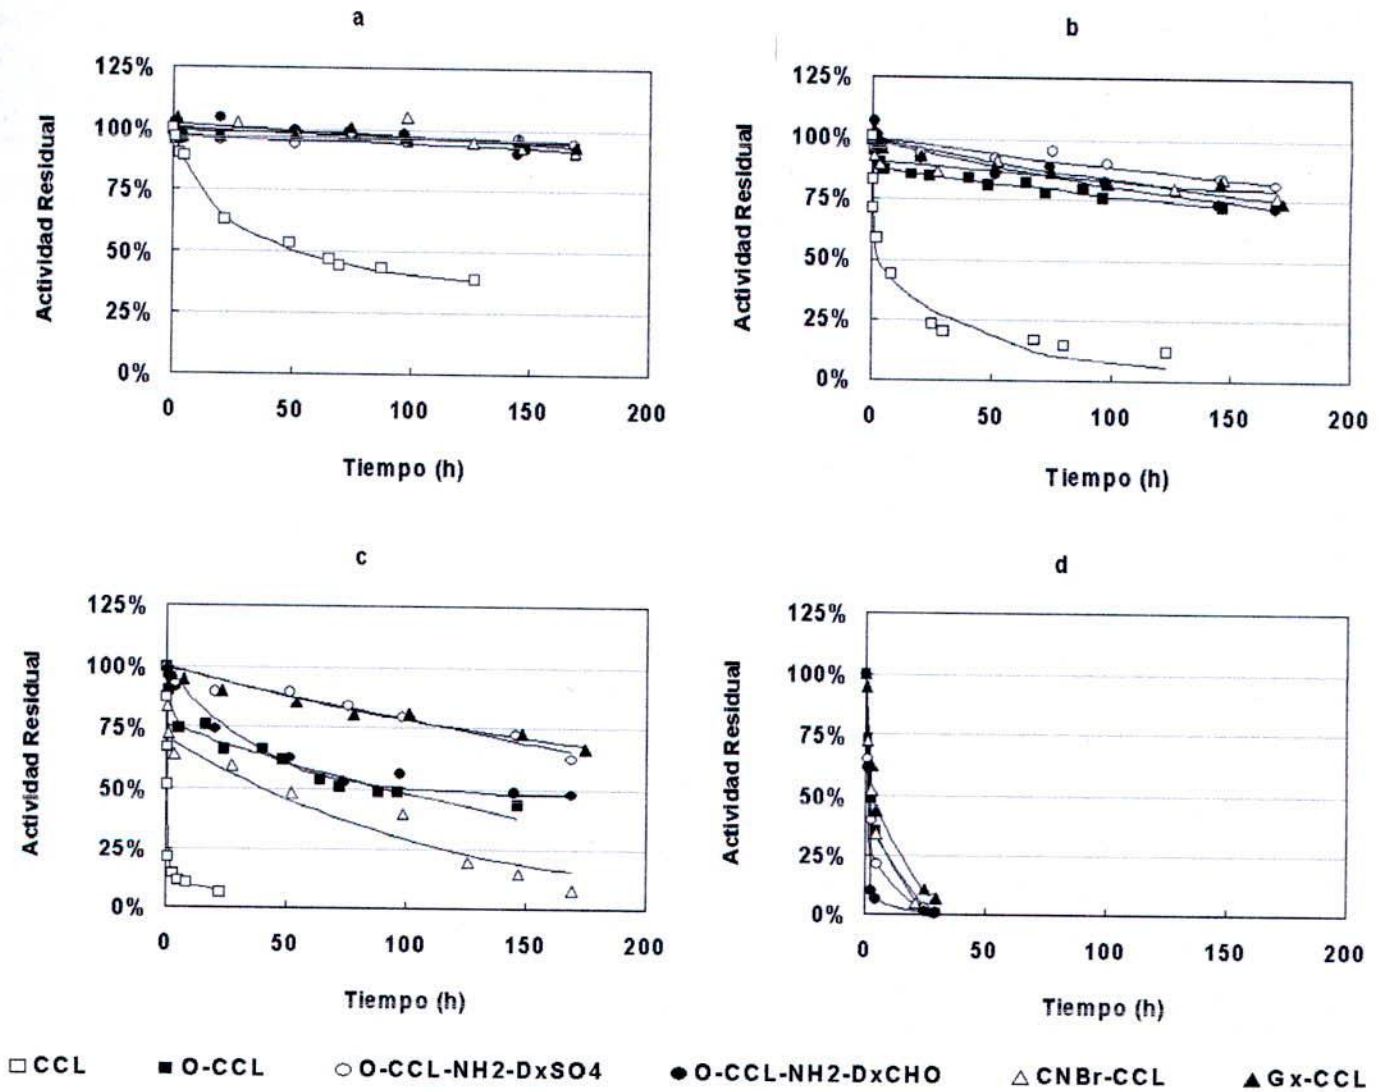 a
125%
100%
75%
50%
25%
0%
0 50 100 150 200
Actividad Residual
Tiempo (h)
b
125%
100%
75%
50%
25%
0%
0 50 100 150 200
Actividad Residual
Tiempo (h)
c
125%
100%
75%
50%
25%
0%
0 50 100 150 200
Actividad Residual
Tiempo (h)
d
125%
100%
75%
50%
25%
0%
0 50 100 150 200
Actividad Residual
Tiempo (h)
CCL O-CCL O-CCL-NH2-DxSO4 O-CCL-NH2-DxCHO CNBr-CCL Gx-CCL